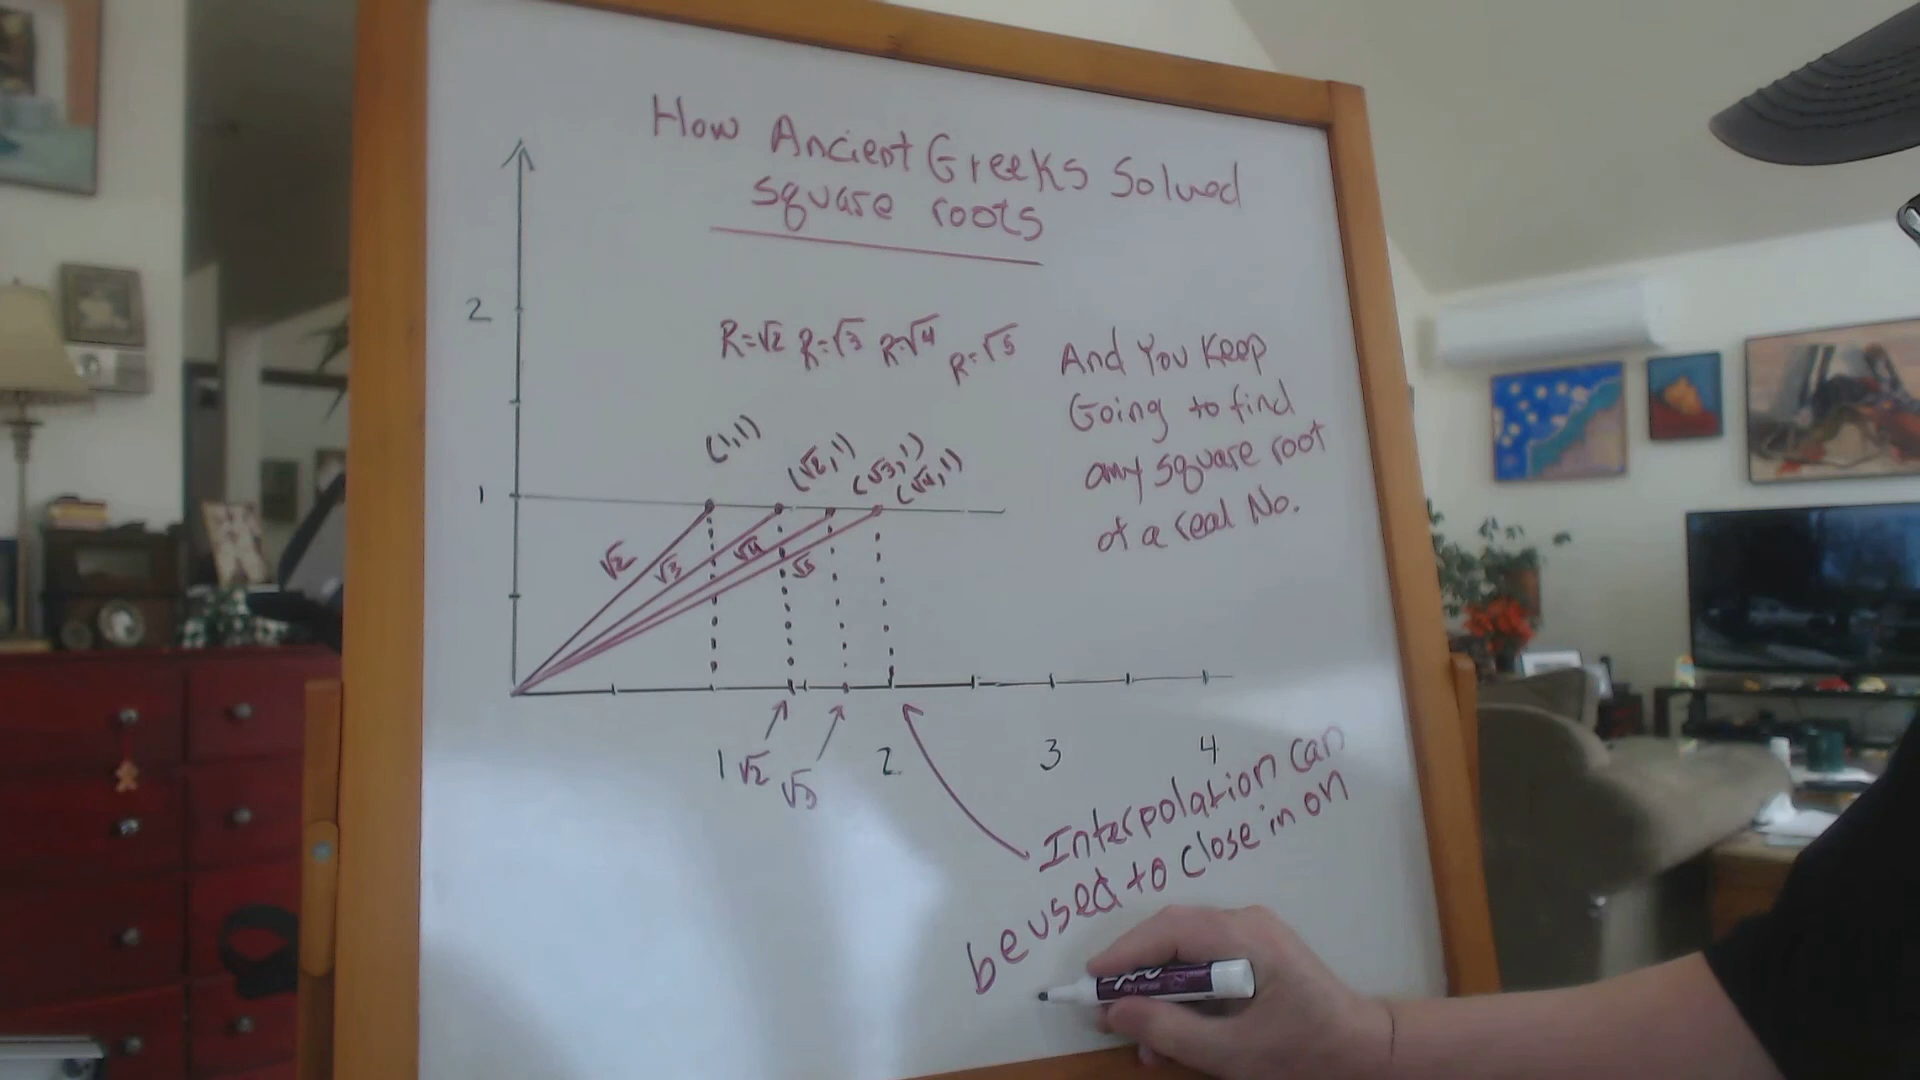 How Ancient Greeks Solved
square roots
2
R=√2 R=√3 R=√4 R=√5
And You Keep
Going to find
any square root
of a real No.
(1,1)
(√2,1)
(√3,1)
(√4,1)
1
√2
√3
√4
√5
1 √2 √3 2 3 4
Interpolation can
be used to close in on